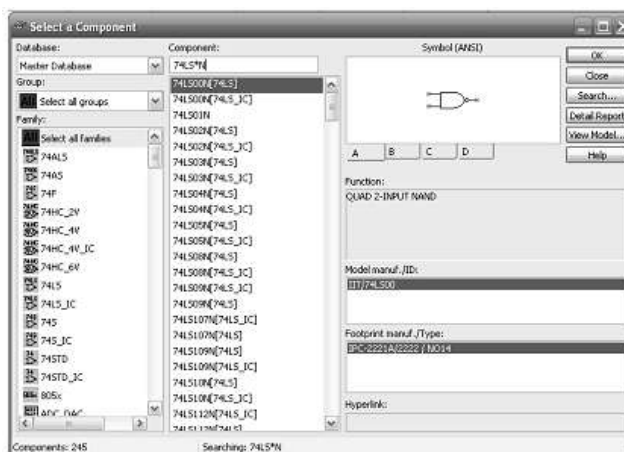 Select a Component
Database:
Master Database
Group:
All Select all groups
Family:
All Select all families
74ALS
74AS
74F
74HC_2V
74HC_4V
74HC_4V_IC
74HC_6V
74LS
74LS_IC
74S
74S_IC
74STD
74STD_IC
805x
ADC_DAC
Component:
74LS*N
74LS00N[74LS]
74LS00N[74LS_IC]
74LS01N
74LS02N[74LS]
74LS02N[74LS_IC]
74LS03N[74LS]
74LS03N[74LS_IC]
74LS04N[74LS]
74LS04N[74LS_IC]
74LS05N[74LS]
74LS05N[74LS_IC]
74LS08N[74LS]
74LS08N[74LS_IC]
74LS09N[74LS_IC]
74LS09N[74LS]
74LS107N[74LS_IC]
74LS107N[74LS]
74LS109N[74LS]
74LS109N[74LS_IC]
74LS10N[74LS]
74LS10N[74LS_IC]
74LS112N[74LS_IC]
74LS112N[74LS]
Symbol (ANSI)
A B C D
Function:
QUAD 2-INPUT NAND
Model manuf./ID:
IIT/74LS00
Footprint manuf./Type:
IPC-2221A/2222 / NO14
Hyperlink:
OK
Close
Search...
Detail Report
View Model...
Help
Components: 245
Searching: 74LS*N